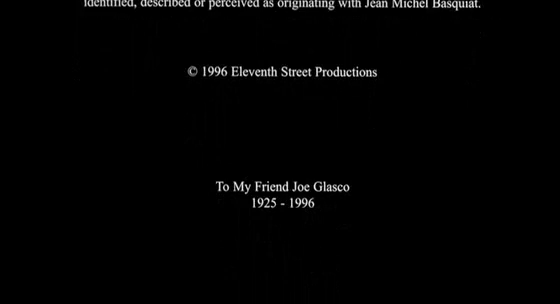 identified, described or perceived as originating with Jean Michel Basquiat.
© 1996 Eleventh Street Productions
To My Friend Joe Glasco
1925 - 1996